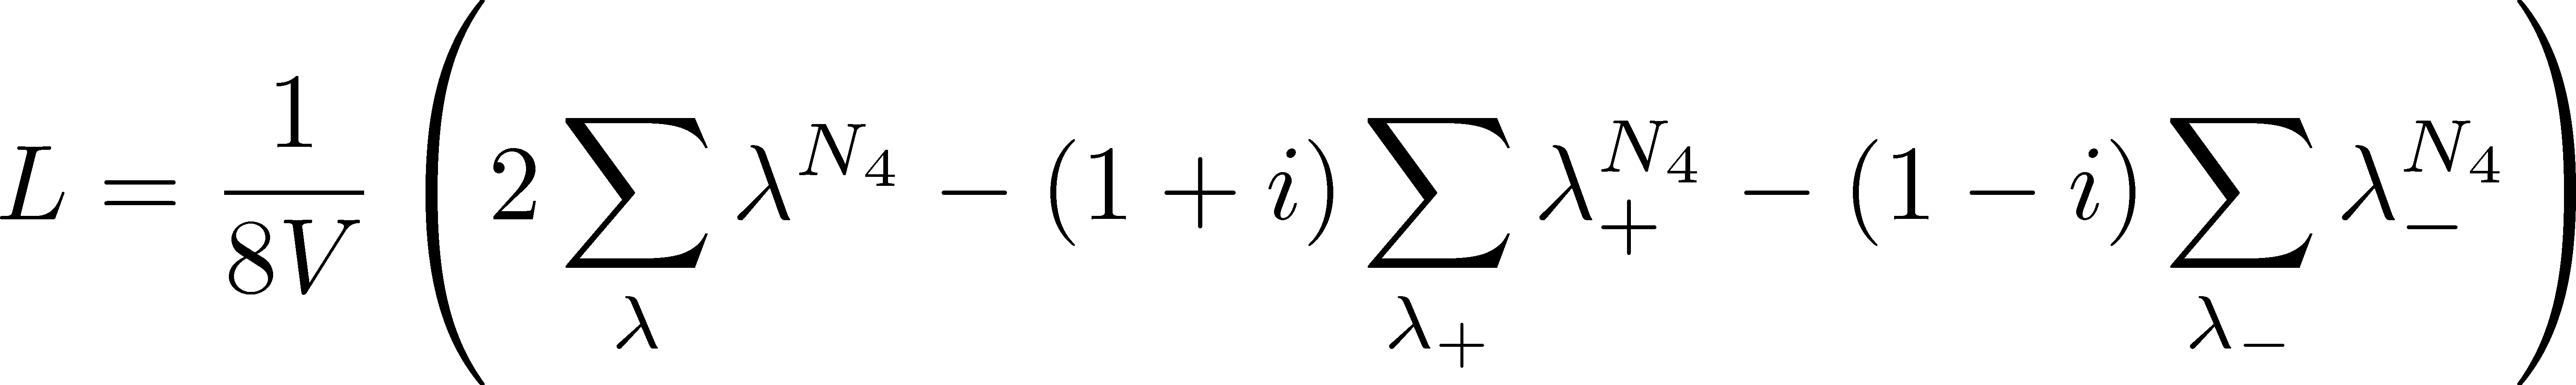 L = \frac{1}{8V} \left( 2 \sum_{\lambda} \lambda^{N_4} - (1+i) \sum_{\lambda_+} \lambda_+^{N_4} - (1-i) \sum_{\lambda_-} \lambda_-^{N_4} \right)